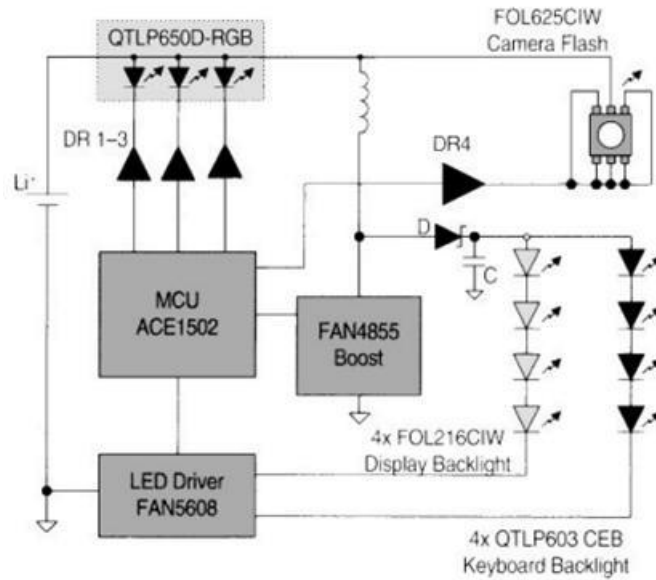 QTLP650D-RGB
FOL625CIW
Camera Flash
DR 1–3
DR4
Li+
D
C
MCU
ACE1502
FAN4855
Boost
4x FOL216CIW
Display Backlight
LED Driver
FAN5608
4x QTLP603 CEB
Keyboard Backlight